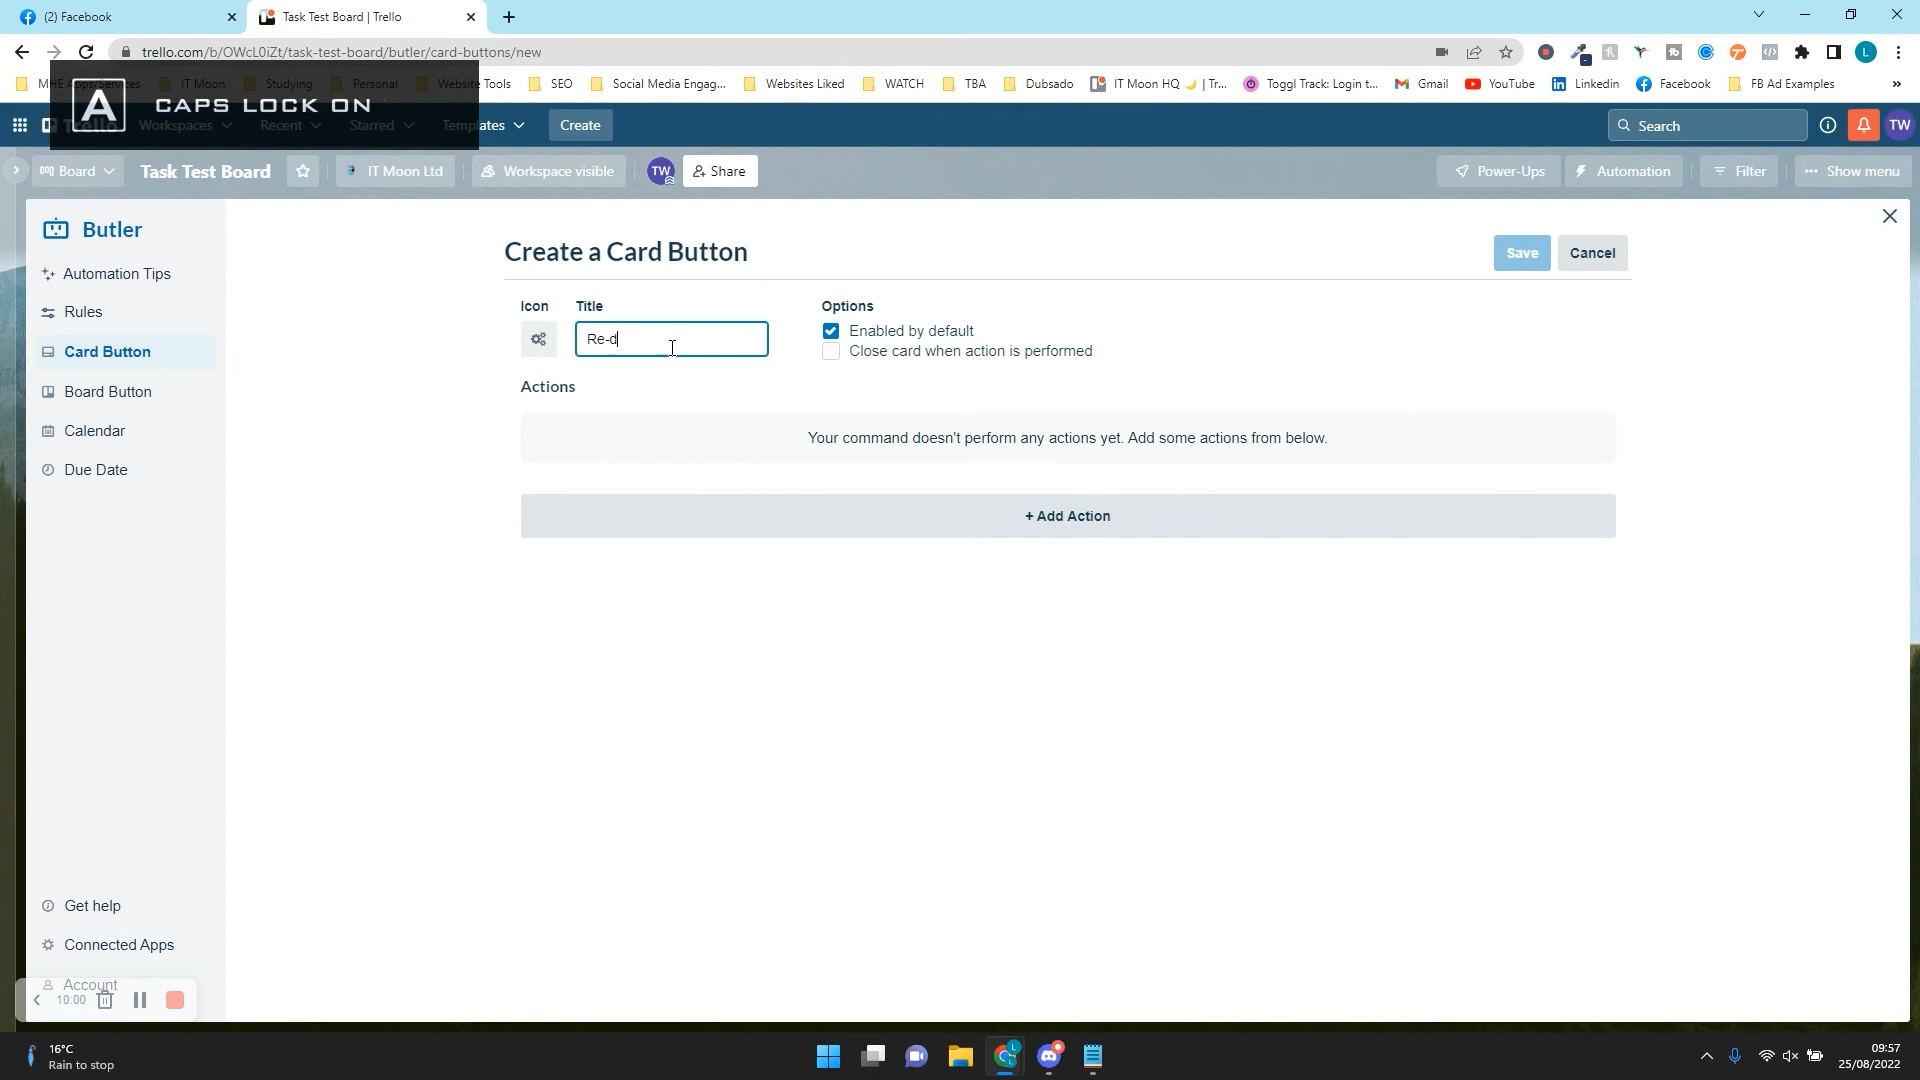 (2) Facebook
Task Test Board | Trello
trello.com/b/OWcL0iZt/task-test-board/butler/card-buttons/new
MHE Apps/Services IT Moon Studying Personal Website Tools SEO Social Media Engag... Websites Liked WATCH TBA Dubsado IT Moon HQ 🌙 | Tr... Toggl Track: Login t... Gmail YouTube Linkedin Facebook FB Ad Examples »
A CAPS LOCK ON
Trello Workspaces Recent Starred Templates Create Search TW
Board Task Test Board IT Moon Ltd Workspace visible TW Share Power-Ups Automation Filter Show menu
Butler
Automation Tips
Rules
Card Button
Board Button
Calendar
Due Date
Get help
Connected Apps
Account
10:00
Create a Card Button Save Cancel
Icon Title Options
Re-d
Enabled by default
Close card when action is performed
Actions
Your command doesn't perform any actions yet. Add some actions from below.
+ Add Action
16°C
Rain to stop
09:57
25/08/2022